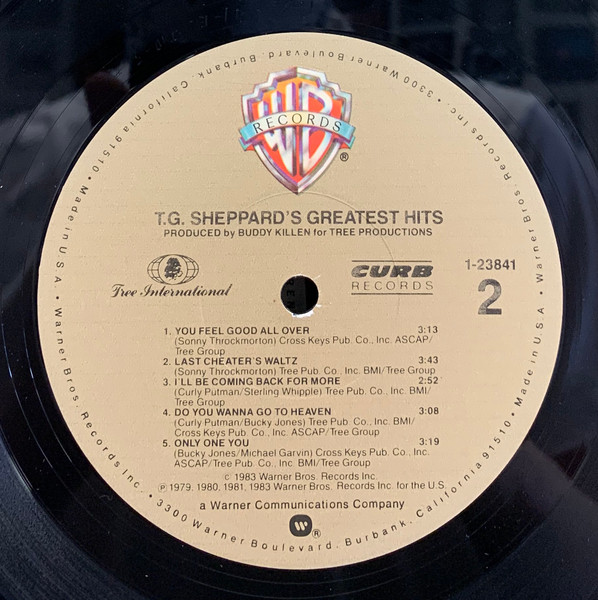 WB
RECORDS
®
T.G. SHEPPARD'S GREATEST HITS
PRODUCED by BUDDY KILLEN for TREE PRODUCTIONS
Tree International
CURB
RECORDS
1-23841
2
1. YOU FEEL GOOD ALL OVER 3:13
(Sonny Throckmorton) Cross Keys Pub. Co., Inc. ASCAP/
Tree Group
2. LAST CHEATER'S WALTZ 3:43
(Sonny Throckmorton) Tree Pub. Co., Inc. BMI/Tree Group
3. I'LL BE COMING BACK FOR MORE 2:52
(Curly Putman/Sterling Whipple) Tree Pub. Co., Inc. BMI/
Tree Group
4. DO YOU WANNA GO TO HEAVEN 3:08
(Curly Putman/Bucky Jones) Tree Pub. Co., Inc. BMI/
Cross Keys Pub. Co., Inc. ASCAP/Tree Group
5. ONLY ONE YOU 3:19
(Bucky Jones/Michael Garvin) Cross Keys Pub. Co., Inc.
ASCAP/Tree Pub. Co., Inc. BMI/Tree Group
© 1983 Warner Bros. Records Inc.
℗ 1979, 1980, 1981, 1983 Warner Bros. Records Inc. for the U.S.
a Warner Communications Company
W ®
Warner Bros. Records Inc. • 3300 Warner Boulevard, Burbank, California 91510 • Made in U.S.A. •
Warner Bros. Records Inc. • 3300 Warner Boulevard, Burbank, California 91510 • Made in U.S.A. •